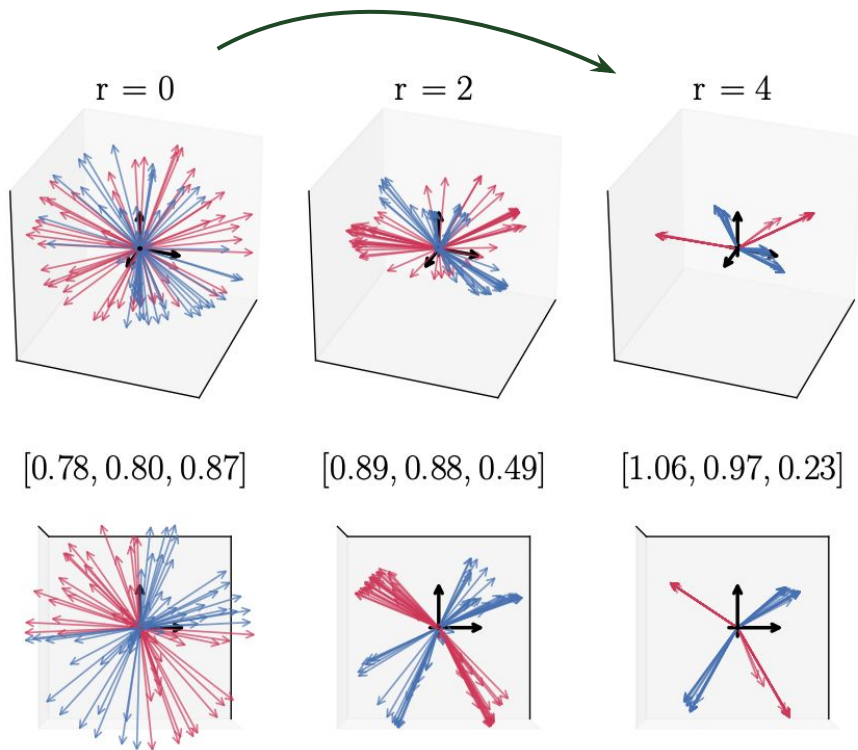 r = 0 r = 2 r = 4
[0.78, 0.80, 0.87] [0.89, 0.88, 0.49] [1.06, 0.97, 0.23]